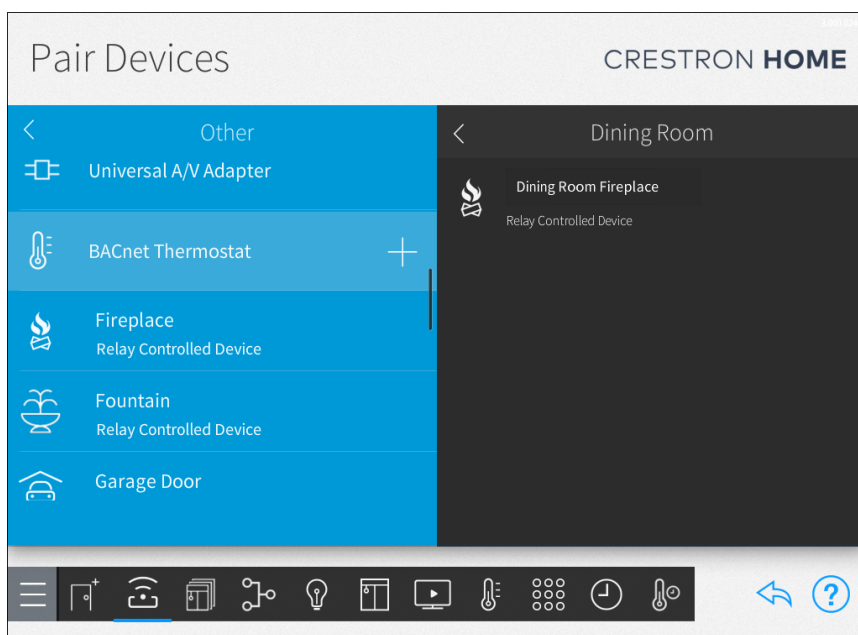 Pair Devices
CRESTRON HOME
Other
Universal A/V Adapter
BACnet Thermostat
Fireplace
Relay Controlled Device
Fountain
Relay Controlled Device
Garage Door
Dining Room
Dining Room Fireplace
Relay Controlled Device
?